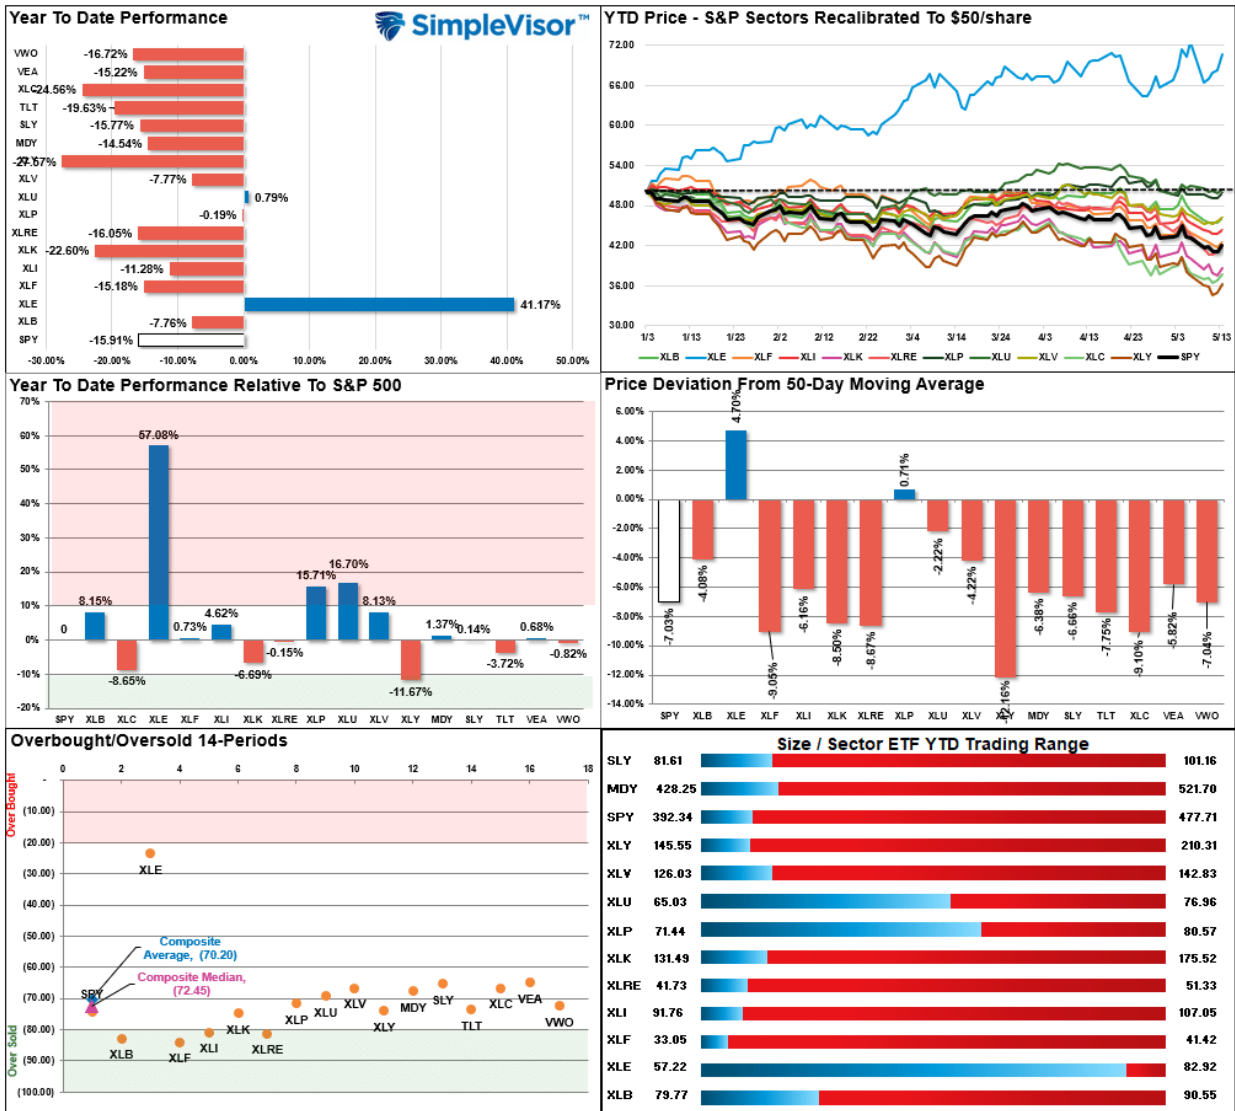 Year To Date Performance
SimpleVisor™
VWO -16.72%
VEA -15.22%
XLC -24.56%
TLT -19.63%
SLY -15.77%
MDY -14.54%
XLY -27.57%
XLV -7.77%
XLU 0.79%
XLP -0.19%
XLRE -16.05%
XLK -22.60%
XLI -11.28%
XLF -15.18%
XLE 41.17%
XLB -7.76%
SPY -15.91%
-30.00% -20.00% -10.00% 0.00% 10.00% 20.00% 30.00% 40.00% 50.00%
YTD Price - S&P Sectors Recalibrated To $50/share
72.00
66.00
60.00
54.00
48.00
42.00
36.00
30.00
1/3 1/13 1/23 2/2 2/12 2/22 3/4 3/14 3/24 4/3 4/13 4/23 5/3 5/13
XLB XLE XLF XLI XLK XLRE XLP XLU XLV XLC XLY SPY
Year To Date Performance Relative To S&P 500
70%
60%
50%
40%
30%
20%
10%
0%
-10%
-20%
0 8.15% -8.65% 57.08% 0.73% 4.62% -6.69% -0.15% 15.71% 16.70% 8.13% -11.67% 1.37% 0.14% -3.72% 0.68% -0.82%
SPY XLB XLC XLE XLF XLI XLK XLRE XLP XLU XLV XLY MDY SLY TLT VEA VWO
Price Deviation From 50-Day Moving Average
6.00%
4.00%
2.00%
0.00%
-2.00%
-4.00%
-6.00%
-8.00%
-10.00%
-12.00%
-14.00%
-7.03% -4.08% 4.70% -9.05% -6.16% -8.50% -8.67% 0.71% -2.22% -4.22% -12.16% -6.38% -6.66% -7.75% -9.10% -5.82% -7.04%
SPY XLB XLE XLF XLI XLK XLRE XLP XLU XLV XLY MDY SLY TLT XLC VEA VWO
Overbought/Oversold 14-Periods
0 2 4 6 8 10 12 14 16 18
Over Bought
Over Sold
-
(10.00)
(20.00)
(30.00)
(40.00)
(50.00)
(60.00)
(70.00)
(80.00)
(90.00)
(100.00)
XLE
Composite
Average, (70.20)
Composite Median,
(72.45)
SPY
XLB
XLF
XLI
XLK
XLRE
XLP
XLU
XLV
XLY
MDY
SLY
TLT
XLC
VEA
VWO
Size / Sector ETF YTD Trading Range
SLY 81.61 101.16
MDY 428.25 521.70
SPY 392.34 477.71
XLY 145.55 210.31
XLV 126.03 142.83
XLU 65.03 76.96
XLP 71.44 80.57
XLK 131.49 175.52
XLRE 41.73 51.33
XLI 91.76 107.05
XLF 33.05 41.42
XLE 57.22 82.92
XLB 79.77 90.55